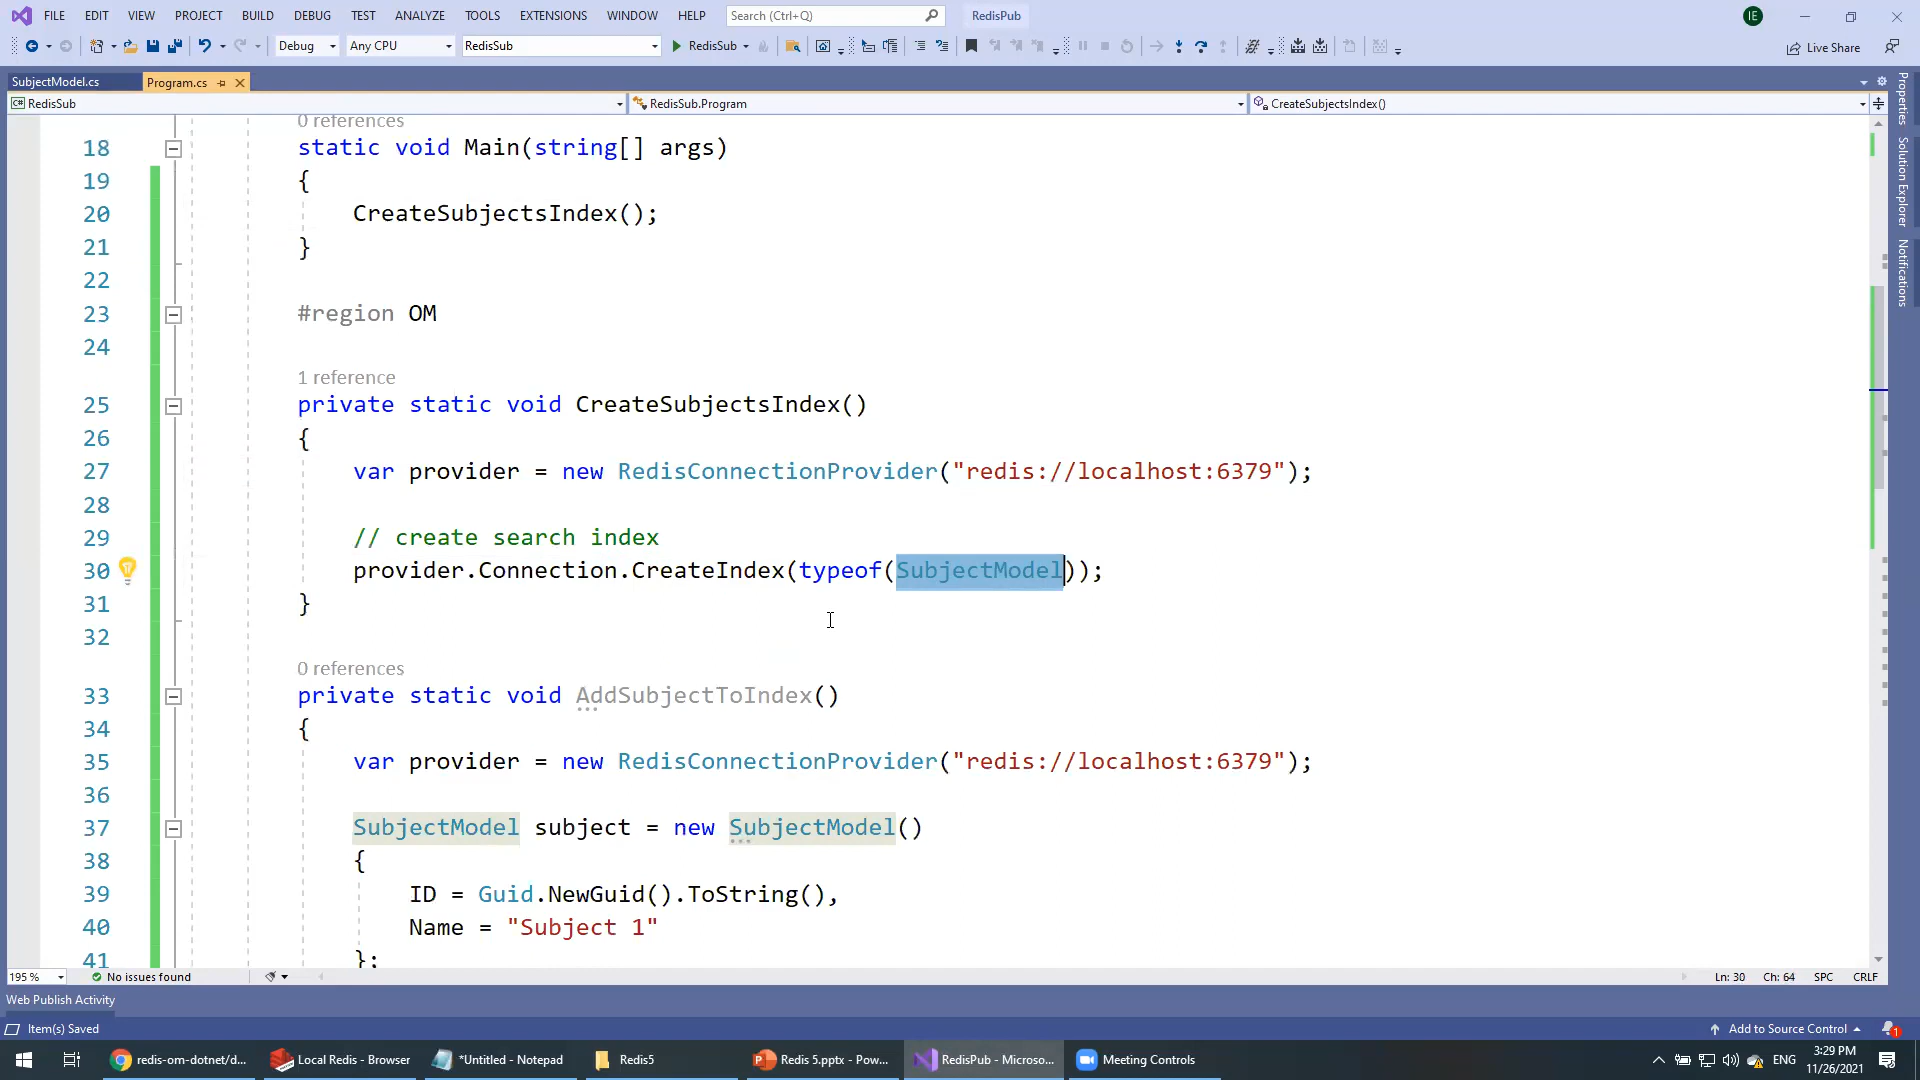 FILE EDIT VIEW PROJECT BUILD DEBUG TEST ANALYZE TOOLS EXTENSIONS WINDOW HELP Search (Ctrl+Q) RedisPub IE
Debug Any CPU RedisSub RedisSub Live Share
SubjectModel.cs Program.cs
RedisSub RedisSub.Program CreateSubjectsIndex()
Properties
Solution Explorer
Notifications
0 references
18 static void Main(string[] args)
19 {
20 CreateSubjectsIndex();
21 }
22
23 #region OM
24
1 reference
25 private static void CreateSubjectsIndex()
26 {
27 var provider = new RedisConnectionProvider("redis://localhost:6379");
28
29 // create search index
30 provider.Connection.CreateIndex(typeof(SubjectModel));
31 }
32
0 references
33 private static void AddSubjectToIndex()
34 {
35 var provider = new RedisConnectionProvider("redis://localhost:6379");
36
37 SubjectModel subject = new SubjectModel()
38 {
39 ID = Guid.NewGuid().ToString(),
40 Name = "Subject 1"
41 };
195 % No issues found Ln: 30 Ch: 64 SPC CRLF
Web Publish Activity
Item(s) Saved Add to Source Control 1
redis-om-dotnet/d... Local Redis - Browser *Untitled - Notepad Redis5 Redis 5.pptx - Pow... RedisPub - Microso... Meeting Controls ENG 3:29 PM
11/26/2021